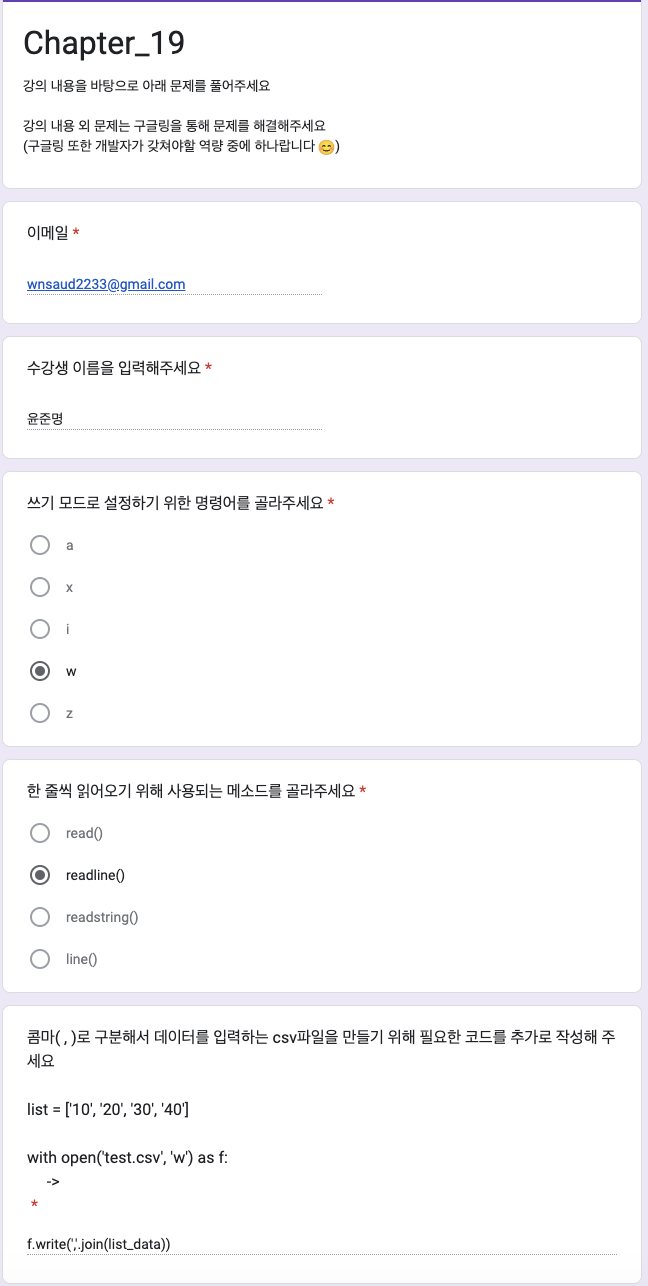 Chapter_19
강의 내용을 바탕으로 아래 문제를 풀어주세요
강의 내용 외 문제는 구글링을 통해 문제를 해결해주세요
(구글링 또한 개발자가 갖쳐야할 역량 중에 하나랍니다 😊)
이메일 *
wnsaud2233@gmail.com
수강생 이름을 입력해주세요 *
윤준명
쓰기 모드로 설정하기 위한 명령어를 골라주세요 *
a
x
i
w
z
한 줄씩 읽어오기 위해 사용되는 메소드를 골라주세요 *
read()
readline()
readstring()
line()
콤마( , )로 구분해서 데이터를 입력하는 csv파일을 만들기 위해 필요한 코드를 추가로 작성해 주
세요
list = ['10', '20', '30', '40']
with open('test.csv', 'w') as f:
->
*
f.write(','.join(list_data))